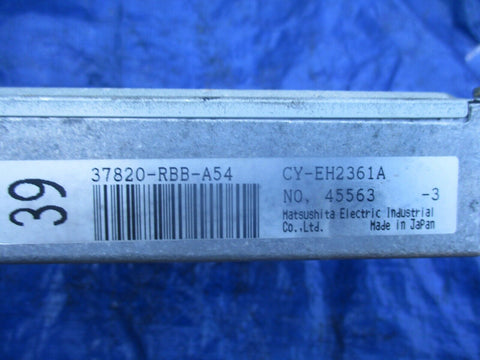 39
37820-RBB-A54 CY-EH2361A
NO. 45563 -3
Matsushita Electric Industrial
Co.,Ltd. Made in Japan